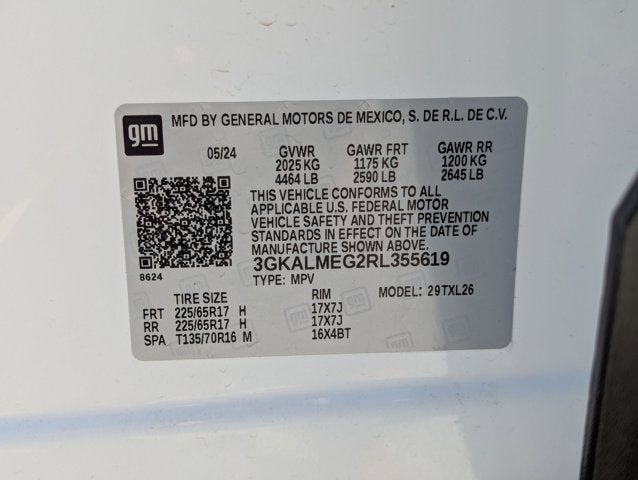 gm
MFD BY GENERAL MOTORS DE MEXICO, S. DE R.L. DE C.V.
05/24 GVWR GAWR FRT GAWR RR
2025 KG 1175 KG 1200 KG
4464 LB 2590 LB 2645 LB
THIS VEHICLE CONFORMS TO ALL
APPLICABLE U.S. FEDERAL MOTOR
VEHICLE SAFETY AND THEFT PREVENTION
STANDARDS IN EFFECT ON THE DATE OF
MANUFACTURE SHOWN ABOVE.
3GKALMEG2RL355619
8624
TYPE: MPV
MODEL: 29TXL26
TIRE SIZE RIM
FRT 225/65R17 H 17X7J
RR 225/65R17 H 17X7J
SPA T135/70R16 M 16X4BT